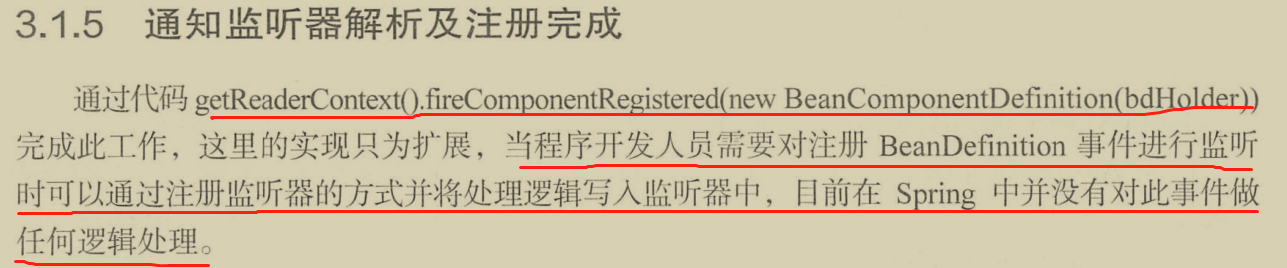 3.1.5 通知监听器解析及注册完成
通过代码 getReaderContext().fireComponentRegistered(new BeanComponentDefinition(bdHolder))
完成此工作，这里的实现只为扩展，当程序开发人员需要对注册 BeanDefinition 事件进行监听
时可以通过注册监听器的方式并将处理逻辑写入监听器中，目前在 Spring 中并没有对此事件做
任何逻辑处理。